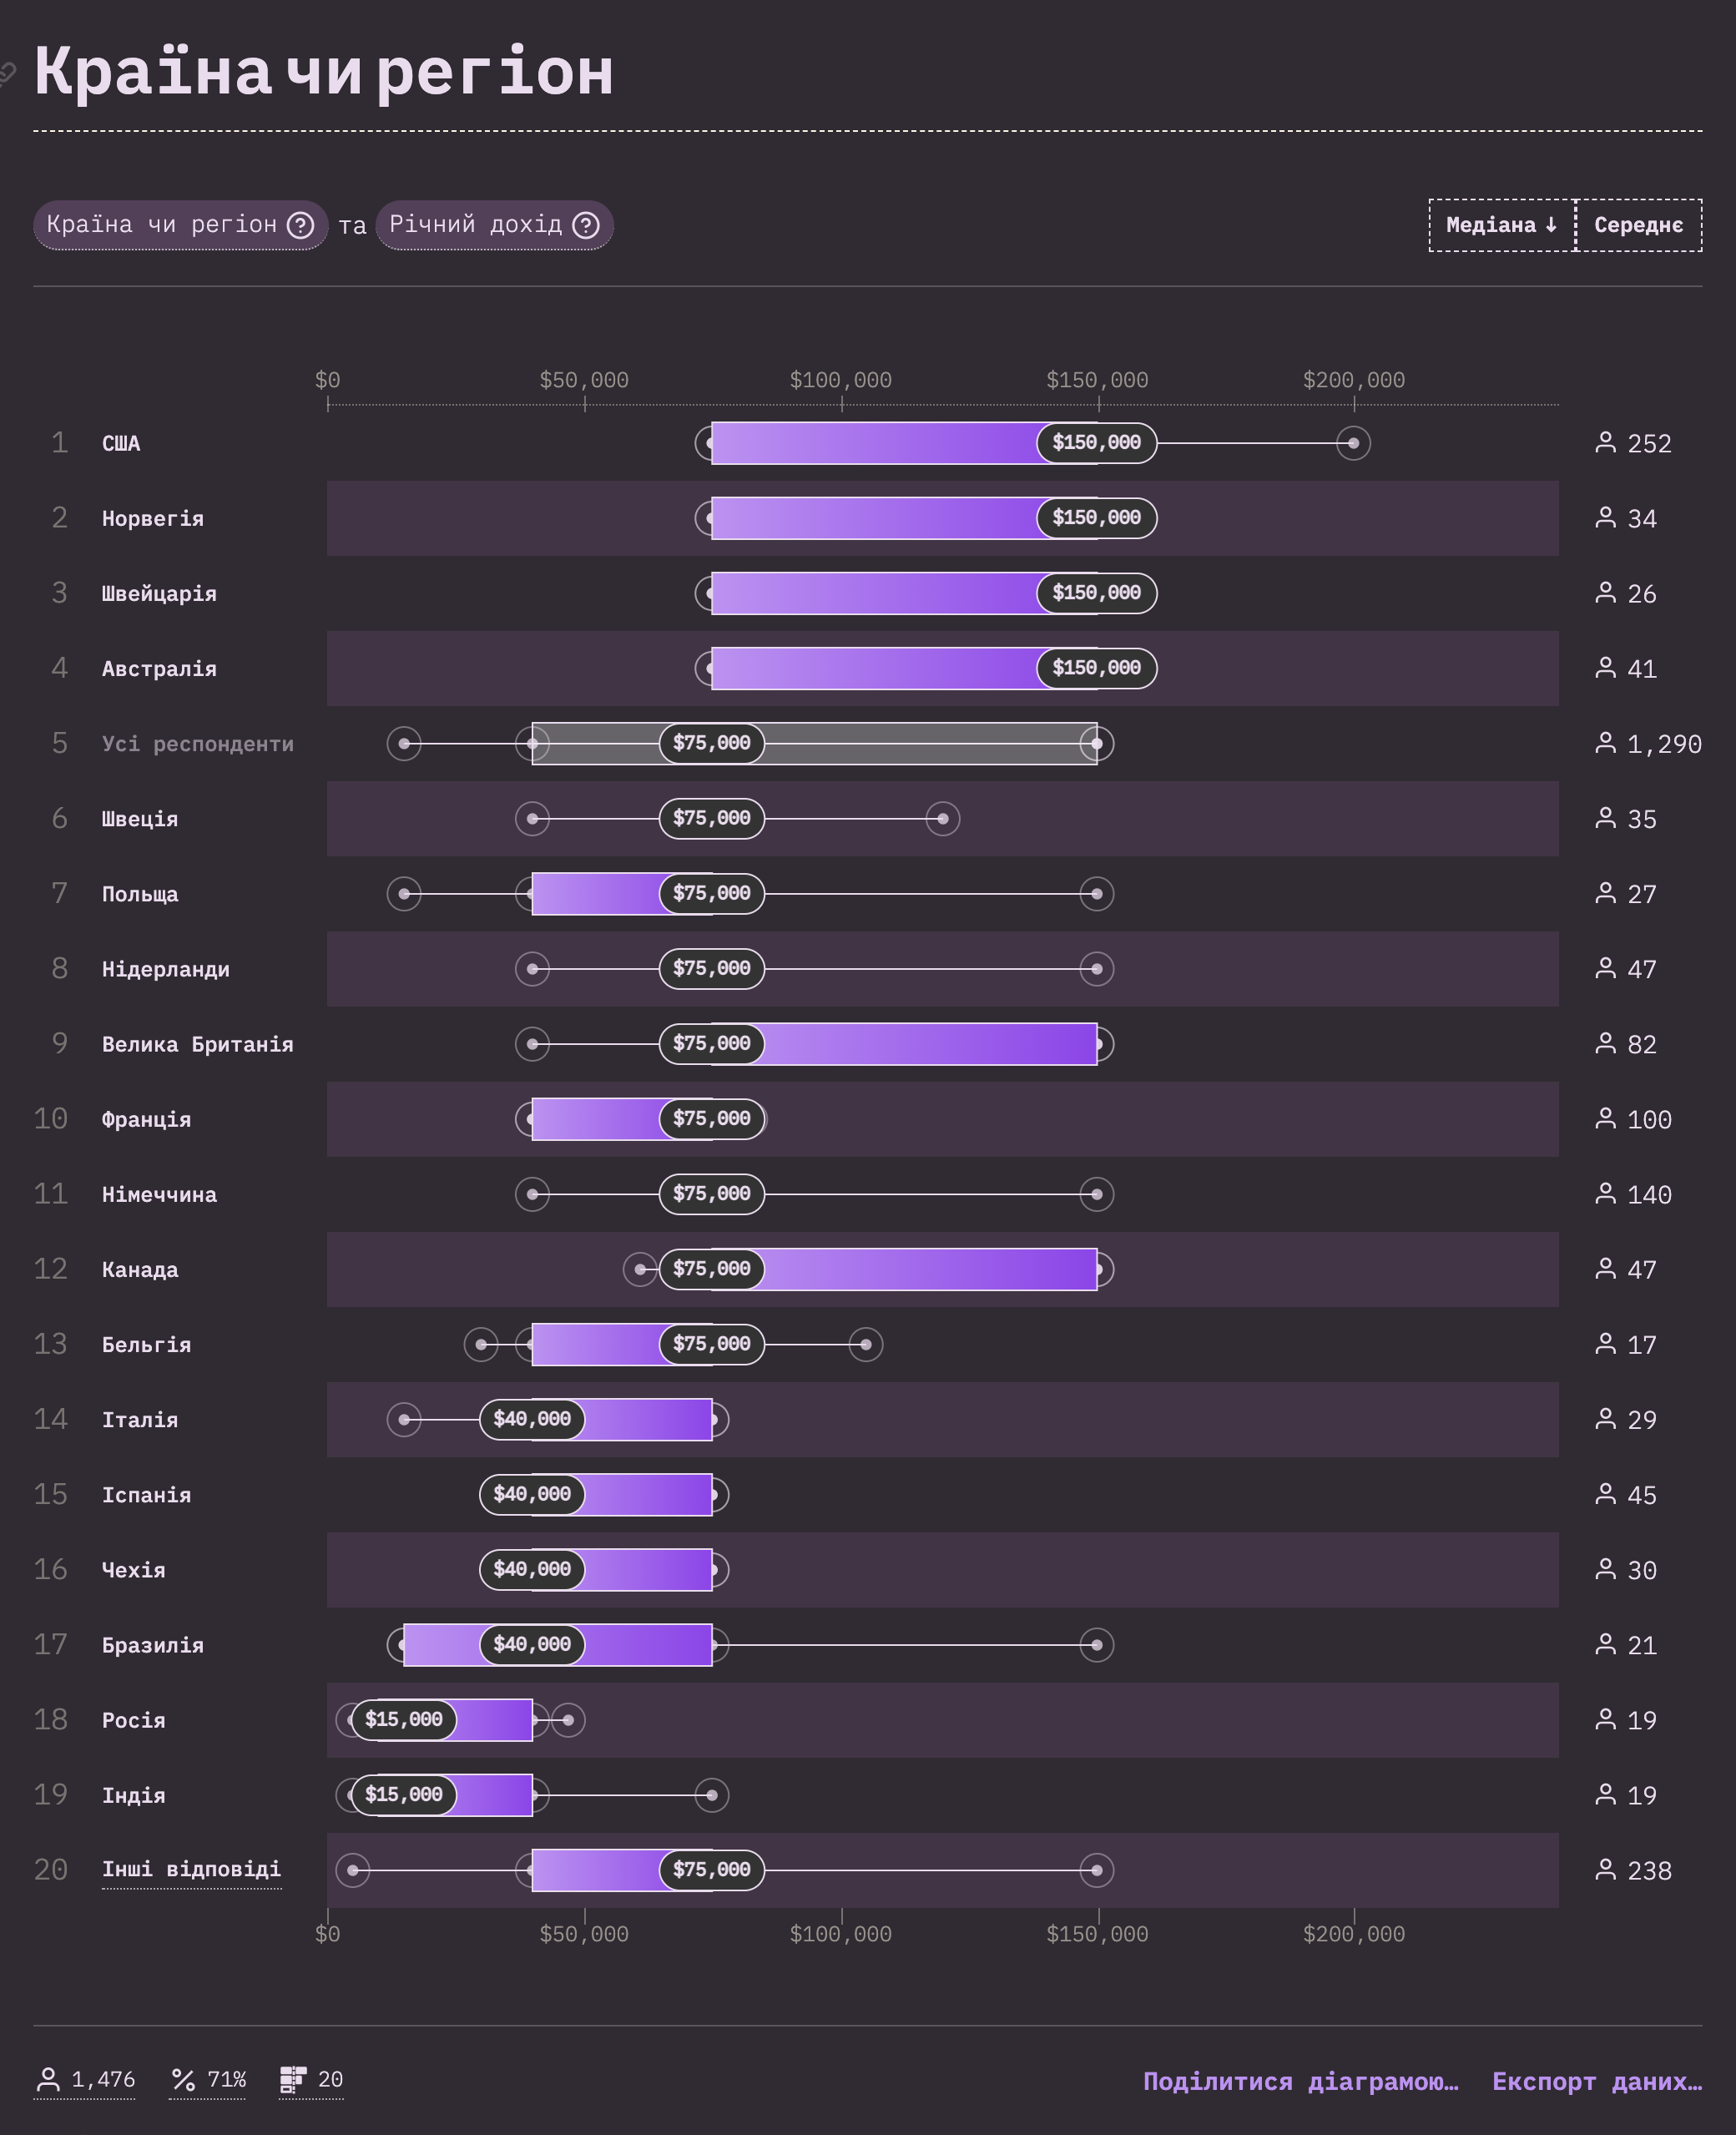 Країна чи регіон
Країна чи регіон ? та Річний дохід ? Медіана ↓ Середнє
$0 $50,000 $100,000 $150,000 $200,000
1 США $150,000 252
2 Норвегія $150,000 34
3 Швейцарія $150,000 26
4 Австралія $150,000 41
5 Усі респонденти $75,000 1,290
6 Швеція $75,000 35
7 Польща $75,000 27
8 Нідерланди $75,000 47
9 Велика Британія $75,000 82
10 Франція $75,000 100
11 Німеччина $75,000 140
12 Канада $75,000 47
13 Бельгія $75,000 17
14 Італія $40,000 29
15 Іспанія $40,000 45
16 Чехія $40,000 30
17 Бразилія $40,000 21
18 Росія $15,000 19
19 Індія $15,000 19
20 Інші відповіді $75,000 238
$0 $50,000 $100,000 $150,000 $200,000
1,476 71% 20 Поділитися діаграмою… Експорт даних…